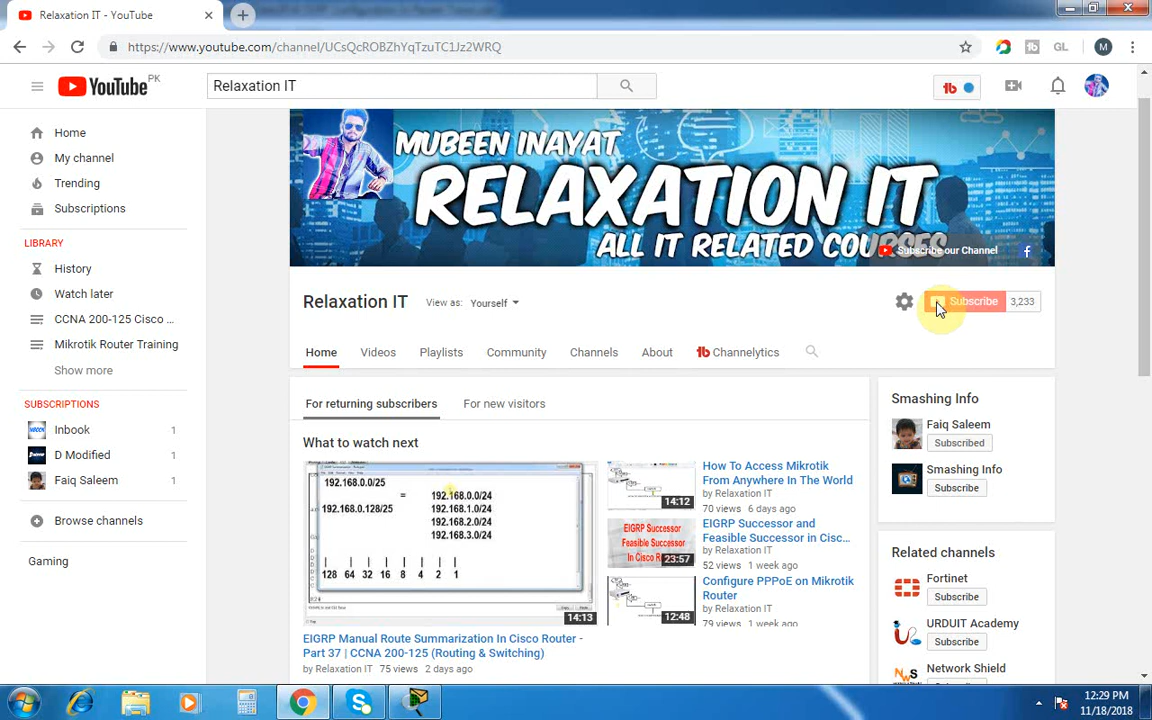 Relaxation IT - YouTube
https://www.youtube.com/channel/UCsQcROBZhYqTzuTC1Jz2WRQ
GL
M
YouTube PK
Relaxation IT
Home
My channel
Trending
Subscriptions
LIBRARY
History
Watch later
CCNA 200-125 Cisco ...
Mikrotik Router Training
Show more
SUBSCRIPTIONS
Inbook 1
D Modified 1
Faiq Saleem 1
Browse channels
Gaming
MUBEEN INAYAT
RELAXATION IT
ALL IT RELATED COURSES
Subscribe our Channel
Relaxation IT
View as: Yourself
Subscribe 3,233
Home Videos Playlists Community Channels About Channelytics
For returning subscribers For new visitors
What to watch next
192.168.0.0/25
= 192.168.0.0/24
192.168.0.128/25 192.168.1.0/24
192.168.2.0/24
192.168.3.0/24
128 64 32 16 8 4 2 1
14:13
EIGRP Manual Route Summarization In Cisco Router -
Part 37 | CCNA 200-125 (Routing & Switching)
by Relaxation IT 75 views 2 days ago
14:12
How To Access Mikrotik
From Anywhere In The World
by Relaxation IT
70 views 6 days ago
EIGRP Successor
Feasible Successor
23:57
EIGRP Successor and
Feasible Successor in Cisc...
by Relaxation IT
52 views 1 week ago
12:48
Configure PPPoE on Mikrotik
Router
by Relaxation IT
79 views 1 week ago
Smashing Info
Faiq Saleem
Subscribed
Smashing Info
Subscribe
Related channels
Fortinet
Subscribe
URDUIT Academy
Subscribe
Network Shield
12:29 PM
11/18/2018